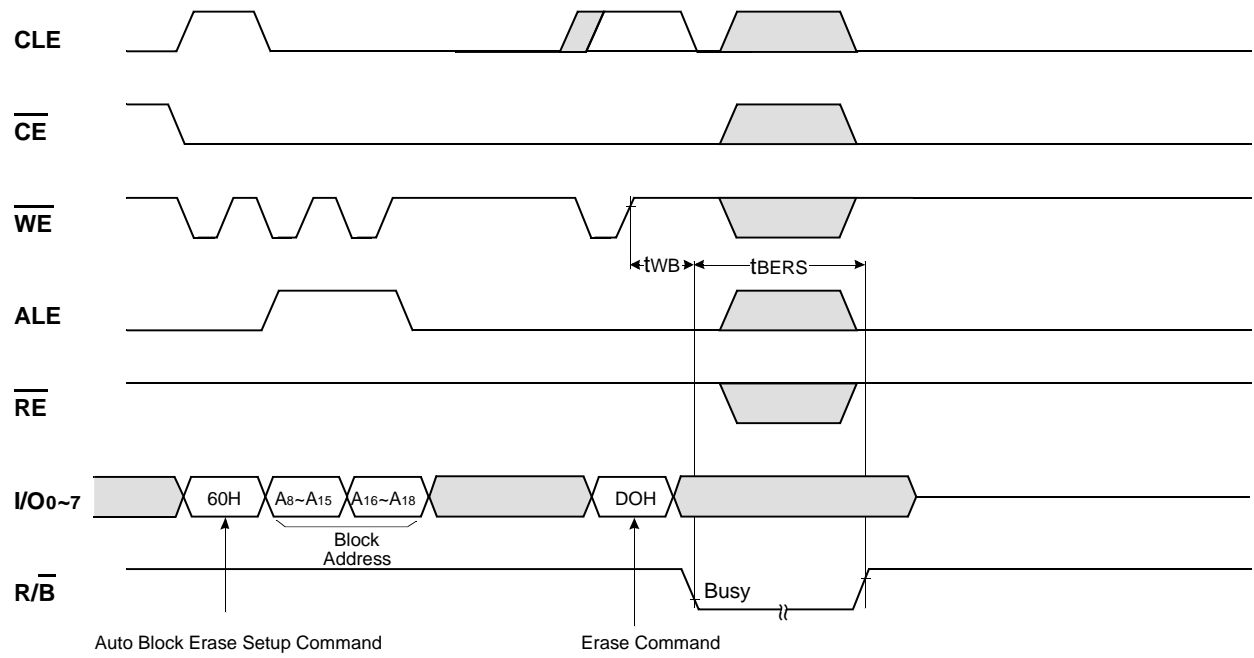 CLE
CE
WE
tWB
tBERS
ALE
RE
I/O0~7
60H
A8~A15
A16~A18
DOH
Block
Address
R/B
Busy
Auto Block Erase Setup Command
Erase Command